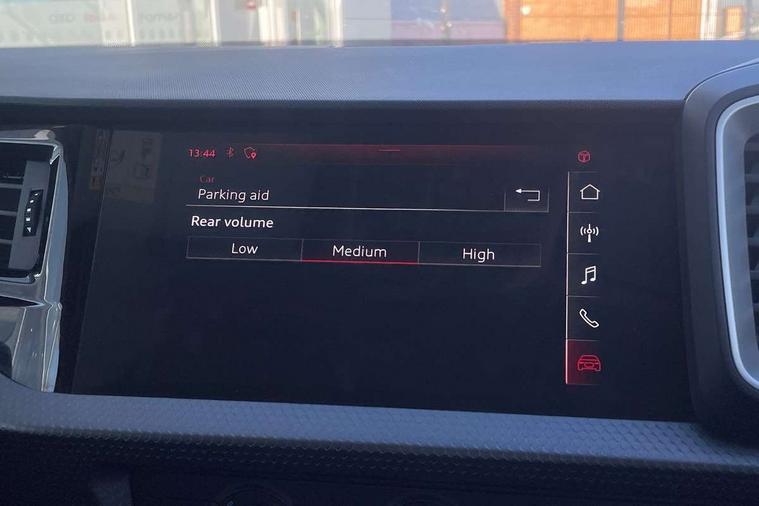 13:44
Car
Parking aid
Rear volume
Low Medium High